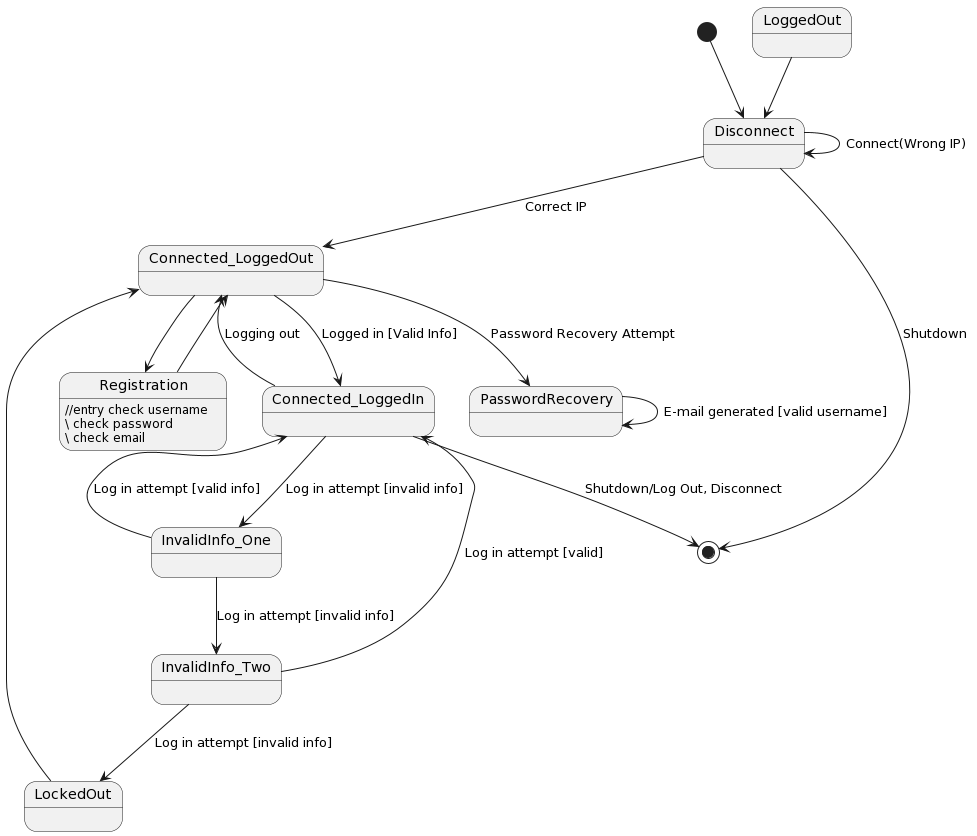 LoggedOut
Disconnect
Connect(Wrong IP)
Correct IP
Connected_LoggedOut
Logging out
Logged in [Valid Info]
Password Recovery Attempt
Shutdown
Registration
//entry check username
\ check password
\ check email
Connected_LoggedIn
PasswordRecovery
E-mail generated [valid username]
Log in attempt [valid info]
Log in attempt [invalid info]
Shutdown/Log Out, Disconnect
InvalidInfo_One
Log in attempt [valid]
Log in attempt [invalid info]
InvalidInfo_Two
Log in attempt [invalid info]
LockedOut